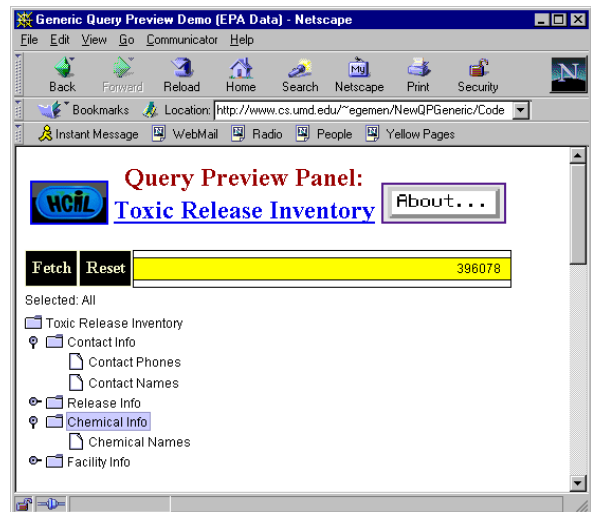 Generic Query Preview Demo (EPA Data) - Netscape
File Edit View Go Communicator Help
Back Forward Reload Home Search Netscape Print Security
My
N
Bookmarks Location: http://www.cs.umd.edu/~egemen/NewQPGeneric/Code
Instant Message WebMail Radio People Yellow Pages
HCIL
Query Preview Panel:
Toxic Release Inventory
About...
Fetch Reset 396078
Selected: All
Toxic Release Inventory
Contact Info
Contact Phones
Contact Names
Release Info
Chemical Info
Chemical Names
Facility Info